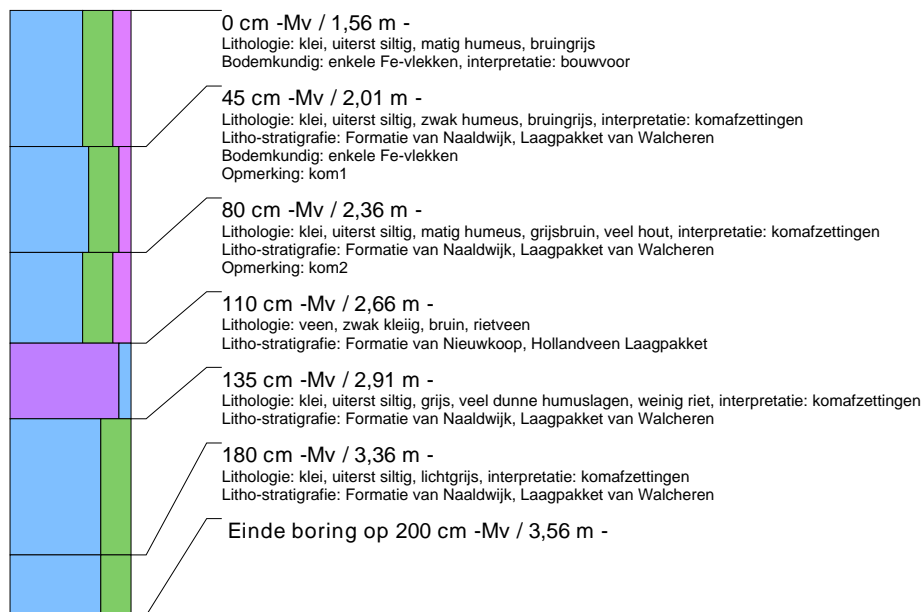 0 cm -Mv / 1,56 m -
Lithologie: klei, uiterst siltig, matig humeus, bruingrijs
Bodemkundig: enkele Fe-vlekken, interpretatie: bouwvoor
45 cm -Mv / 2,01 m -
Lithologie: klei, uiterst siltig, zwak humeus, bruingrijs, interpretatie: komafzettingen
Litho-stratigrafie: Formatie van Naaldwijk, Laagpakket van Walcheren
Bodemkundig: enkele Fe-vlekken
Opmerking: kom1
80 cm -Mv / 2,36 m -
Lithologie: klei, uiterst siltig, matig humeus, grijsbruin, veel hout, interpretatie: komafzettingen
Litho-stratigrafie: Formatie van Naaldwijk, Laagpakket van Walcheren
Opmerking: kom2
110 cm -Mv / 2,66 m -
Lithologie: veen, zwak kleiig, bruin, rietveen
Litho-stratigrafie: Formatie van Nieuwkoop, Hollandveen Laagpakket
135 cm -Mv / 2,91 m -
Lithologie: klei, uiterst siltig, grijs, veel dunne humuslagen, weinig riet, interpretatie: komafzettingen
Litho-stratigrafie: Formatie van Naaldwijk, Laagpakket van Walcheren
180 cm -Mv / 3,36 m -
Lithologie: klei, uiterst siltig, lichtgrijs, interpretatie: komafzettingen
Litho-stratigrafie: Formatie van Naaldwijk, Laagpakket van Walcheren
Einde boring op 200 cm -Mv / 3,56 m -